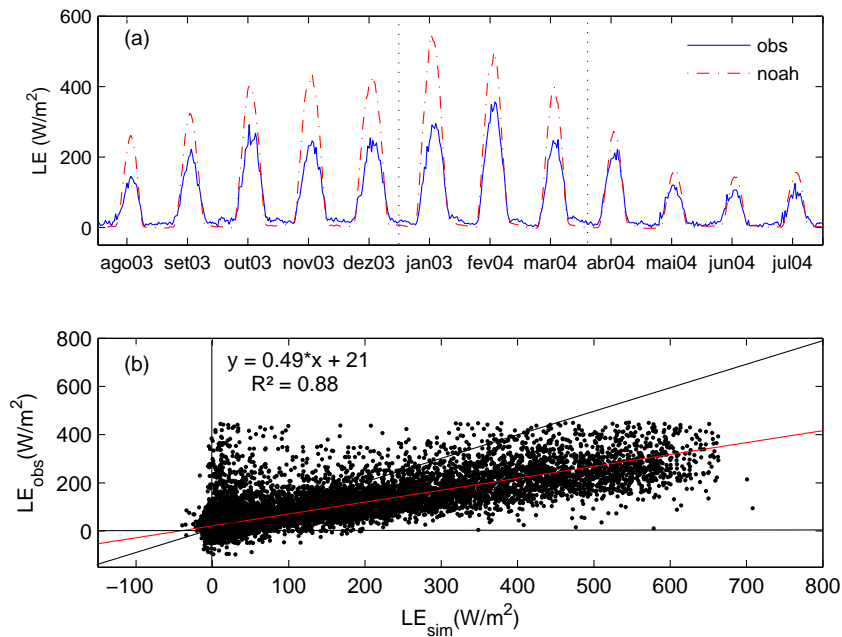 (a)
obs
noah
LE (W/m²)
600
400
200
0
ago03 set03 out03 nov03 dez03 jan03 fev04 mar04 abr04 mai04 jun04 jul04
(b)
y = 0.49*x + 21
R² = 0.88
LE_obs(W/m²)
800
600
400
200
0
−100 0 100 200 300 400 500 600 700 800
LE_sim(W/m²)